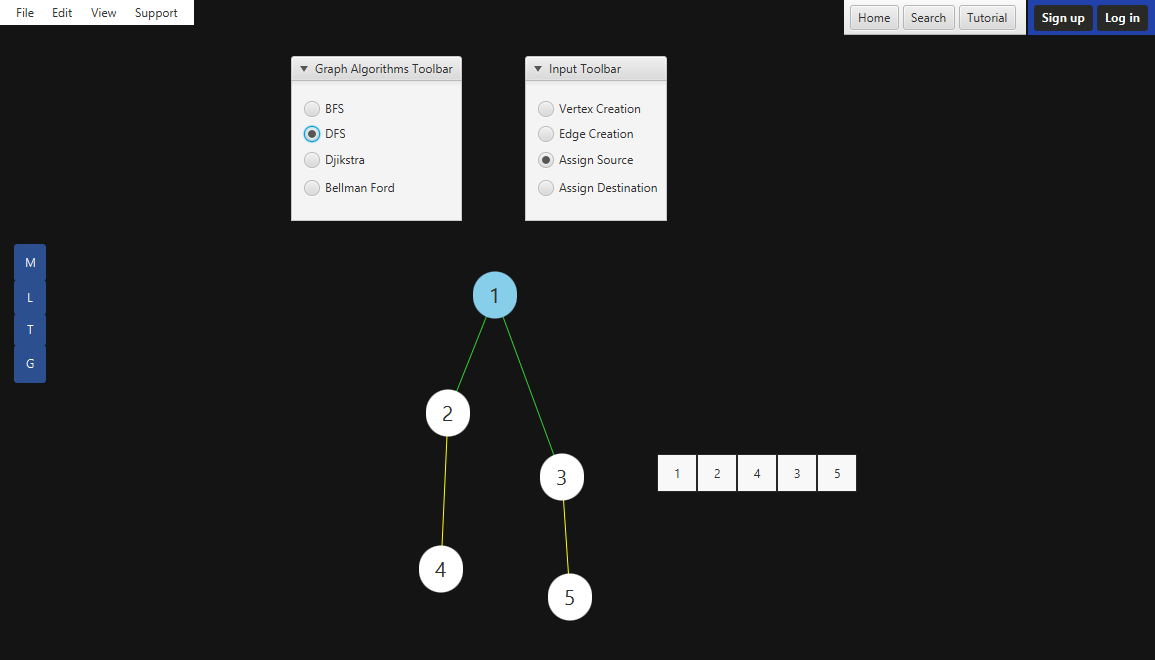 File Edit View Support
Home Search Tutorial Sign up Log in
Graph Algorithms Toolbar
BFS
DFS
Djikstra
Bellman Ford
Input Toolbar
Vertex Creation
Edge Creation
Assign Source
Assign Destination
M
L
T
G
1
2
3
4
5
1 2 4 3 5